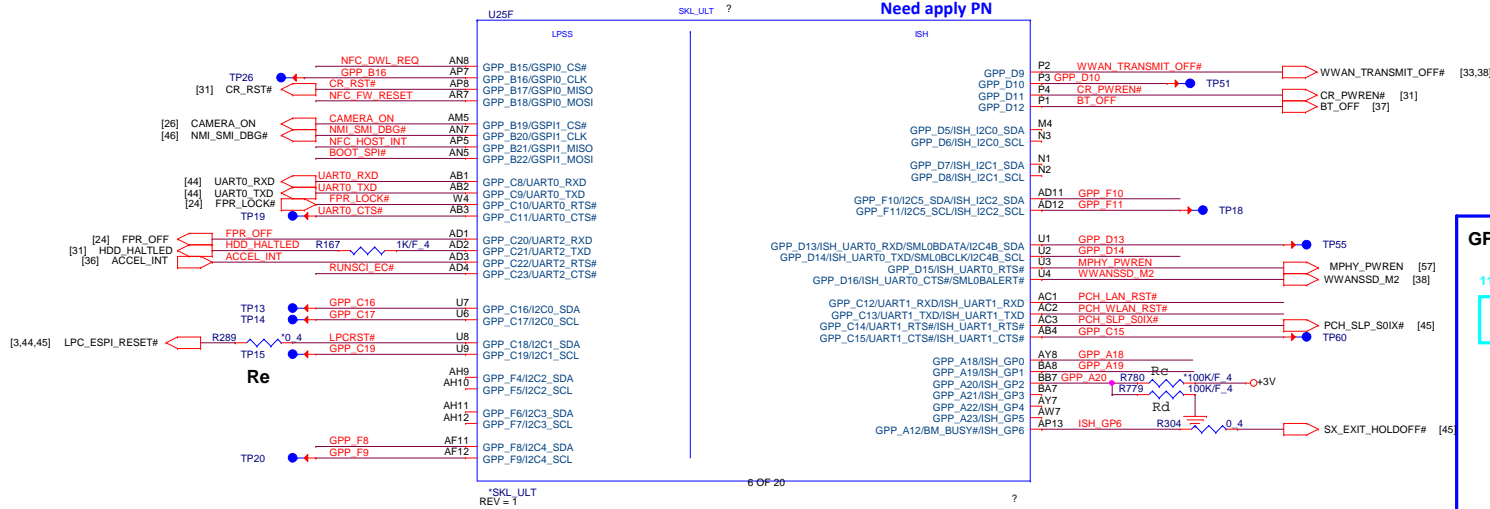 U25F
SKL_ULT ?
Need apply PN
LPSS
ISH
NFC_DWL_REQ AN8 GPP_B15/GSPI0_CS#
TP26 GPP_B16 AP7 GPP_B16/GSPI0_CLK
[31] CR_RST# CR_RST# AP8 GPP_B17/GSPI0_MISO
NFC_FW_RESET AR7 GPP_B18/GSPI0_MOSI
[26] CAMERA_ON CAMERA_ON AM5 GPP_B19/GSPI1_CS#
[46] NMI_SMI_DBG# NMI_SMI_DBG# AN7 GPP_B20/GSPI1_CLK
NFC_HOST_INT AP5 GPP_B21/GSPI1_MISO
BOOT_SPI# AN5 GPP_B22/GSPI1_MOSI
[44] UART0_RXD UART0_RXD AB1 GPP_C8/UART0_RXD
[44] UART0_TXD UART0_TXD AB2 GPP_C9/UART0_TXD
[24] FPR_LOCK# FPR_LOCK# W4 GPP_C10/UART0_RTS#
TP19 UART0_CTS# AB3 GPP_C11/UART0_CTS#
[24] FPR_OFF FPR_OFF AD1 GPP_C20/UART2_RXD
[31] HDD_HALTLED HDD_HALTLED R167 1K/F_4 AD2 GPP_C21/UART2_TXD
[36] ACCEL_INT ACCEL_INT AD3 GPP_C22/UART2_RTS#
RUNSCI_EC# AD4 GPP_C23/UART2_CTS#
TP13 GPP_C16 U7 GPP_C16/I2C0_SDA
TP14 GPP_C17 U6 GPP_C17/I2C0_SCL
[3,44,45] LPC_ESPI_RESET# R289 *0_4 LPCRST# U8 GPP_C18/I2C1_SDA
TP15 GPP_C19 U9 GPP_C19/I2C1_SCL
Re
AH9 GPP_F4/I2C2_SDA
AH10 GPP_F5/I2C2_SCL
AH11 GPP_F6/I2C3_SDA
AH12 GPP_F7/I2C3_SCL
GPP_F8 AF11 GPP_F8/I2C4_SDA
TP20 GPP_F9 AF12 GPP_F9/I2C4_SCL
GPP_D9 P2 WWAN_TRANSMIT_OFF# WWAN_TRANSMIT_OFF# [33,38]
GPP_D10 P3 GPP_D10 TP51
GPP_D11 P4 CR_PWREN# CR_PWREN# [31]
GPP_D12 P1 BT_OFF BT_OFF [37]
GPP_D5/ISH_I2C0_SDA M4
GPP_D6/ISH_I2C0_SCL N3
GPP_D7/ISH_I2C1_SDA N1
GPP_D8/ISH_I2C1_SCL N2
GPP_F10/I2C5_SDA/ISH_I2C2_SDA AD11 GPP_F10
GPP_F11/I2C5_SCL/ISH_I2C2_SCL AD12 GPP_F11 TP18
GPP_D13/ISH_UART0_RXD/SML0BDATA/I2C4B_SDA U1 GPP_D13 TP55
GPP_D14/ISH_UART0_TXD/SML0BCLK/I2C4B_SCL U2 GPP_D14
GPP_D15/ISH_UART0_RTS# U3 MPHY_PWREN MPHY_PWREN [57]
GPP_D16/ISH_UART0_CTS#/SML0BALERT# U4 WWANSSD_M2 WWANSSD_M2 [38]
GPP_C12/UART1_RXD/ISH_UART1_RXD AC1 PCH_LAN_RST#
GPP_C13/UART1_TXD/ISH_UART1_TXD AC2 PCH_WLAN_RST#
GPP_C14/UART1_RTS#/ISH_UART1_RTS# AC3 PCH_SLP_S0IX# PCH_SLP_S0IX# [45]
GPP_C15/UART1_CTS#/ISH_UART1_CTS# AB4 GPP_C15 TP60
GPP_A18/ISH_GP0 AY8 GPP_A18
GPP_A19/ISH_GP1 BA8 GPP_A19 Rc
GPP_A20/ISH_GP2 BB7 GPP_A20 R780 *100K/F_4 +3V
GPP_A21/ISH_GP3 BA7 R779 100K/F_4
GPP_A22/ISH_GP4 AY7 Rd
GPP_A23/ISH_GP5 AW7
GPP_A12/BM_BUSY#/ISH_GP6 AP13 ISH_GP6 R304 0_4 SX_EXIT_HOLDOFF# [45]
6 OF 20
*SKL_ULT
REV = 1
?
GP
11